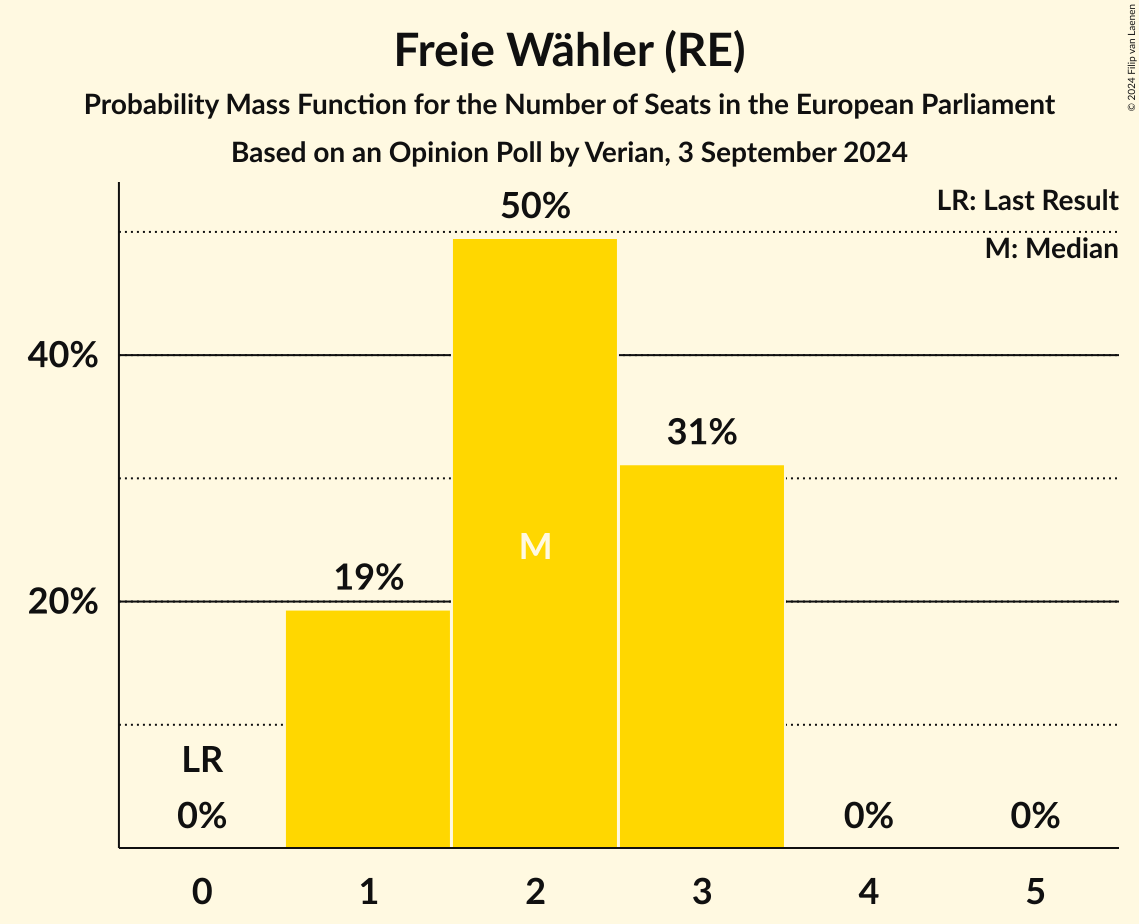 Freie Wähler (RE)
Probability Mass Function for the Number of Seats in the European Parliament
Based on an Opinion Poll by Verian, 3 September 2024
© 2024 Filip van Laenen
LR: Last Result
M: Median
50%
40%
31%
M
19%
20%
LR
0%
0%
0%
0
1
2
3
4
5